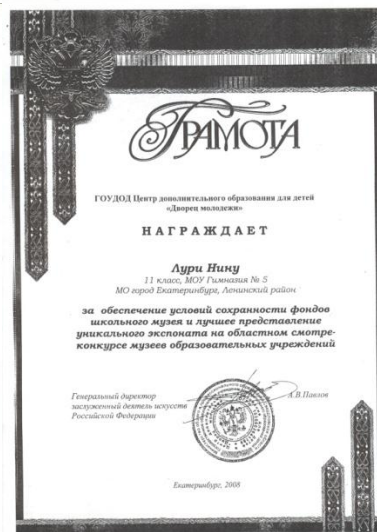 ГРАМОТА
ГОУДОД Центр дополнительного образования для детей
«Дворец молодежи»
НАГРАЖДАЕТ
Лури Нину
11 класс, МОУ Гимназия № 5
МО город Екатеринбург, Ленинский район
за обеспечение условий сохранности фондов
школьного музея и лучшее представление
уникального экспоната на областном смотре-
конкурсе музеев образовательных учреждений
Генеральный директор
заслуженный деятель искусств
Российской Федерации
А.В.Павлов
Екатеринбург, 2008